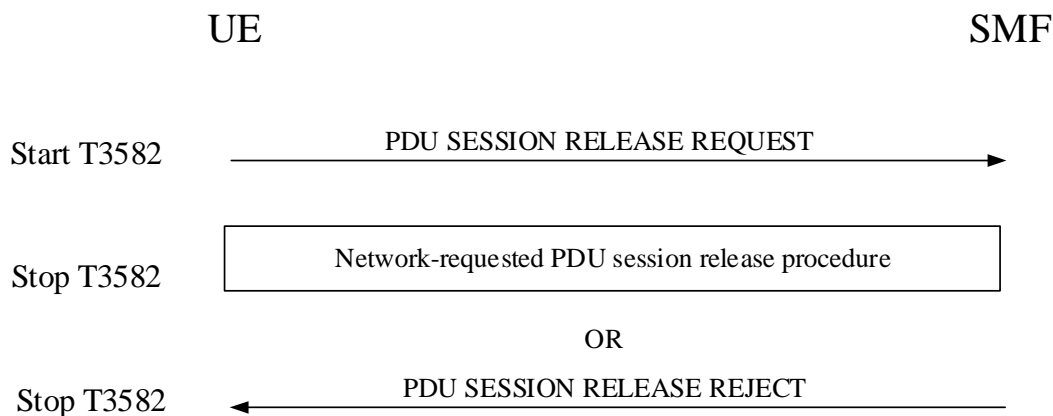 UE SMF
Start T3582 PDU SESSION RELEASE REQUEST
Stop T3582 Network-requested PDU session release procedure
OR
Stop T3582 PDU SESSION RELEASE REJECT